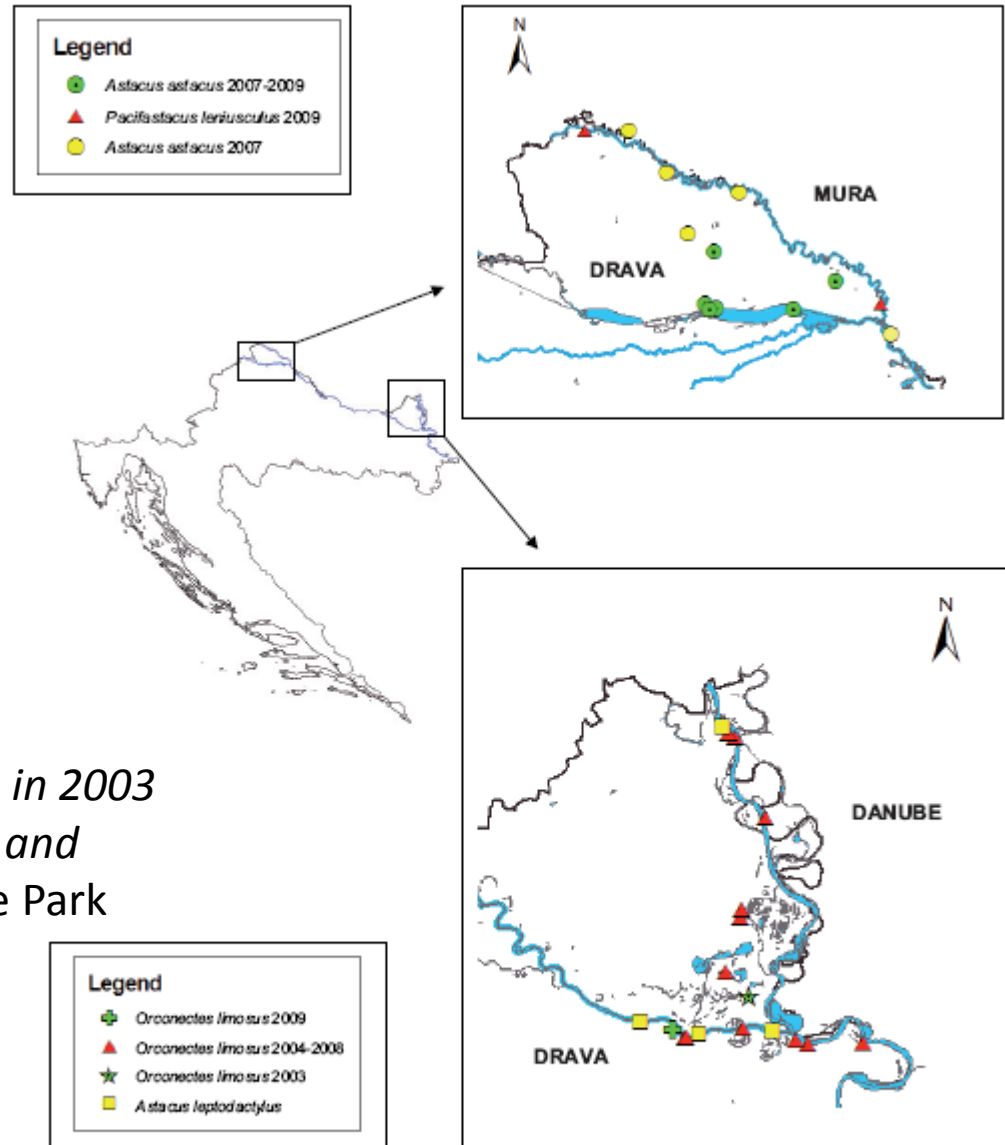 Legend
Astacus astacus 2007-2009
Pacifastacus leniusculus 2009
Astacus astacus 2007
N
MURA
DRAVA
in 2003
and
e Park
N
DANUBE
DRAVA
Legend
Orconectes limosus 2009
Orconectes limosus 2004-2008
Orconectes limosus 2003
Astacus leptodactylus